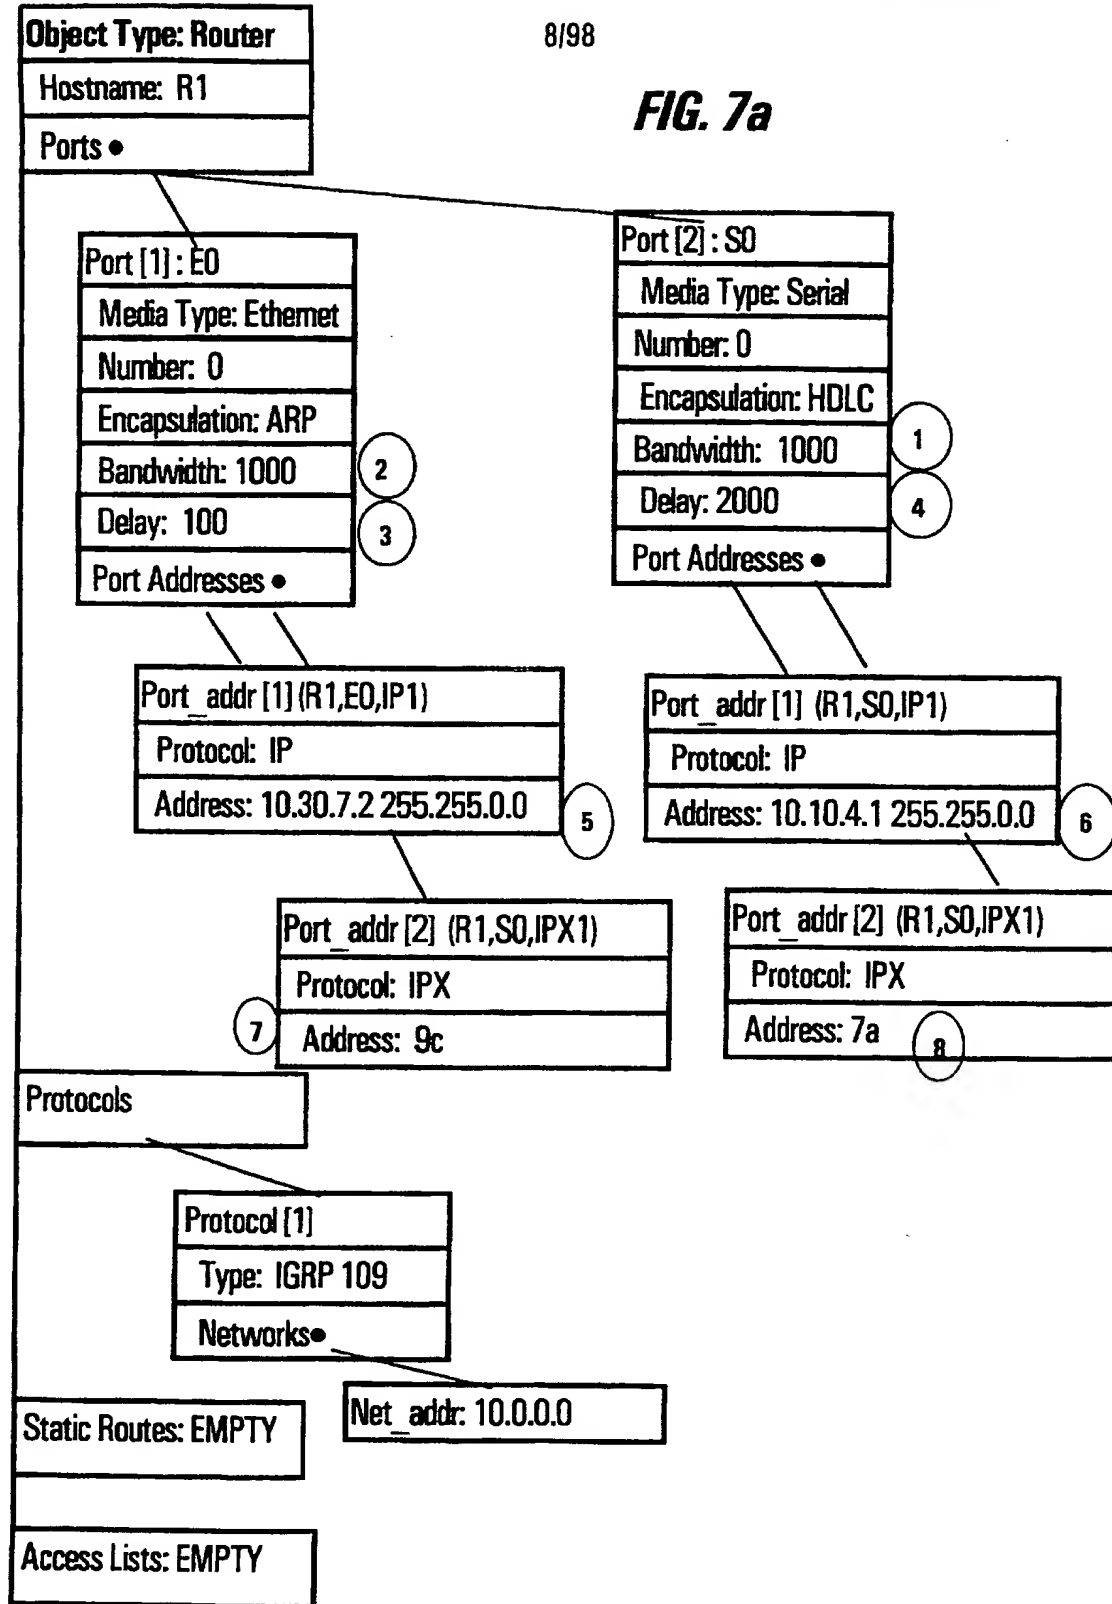 Object Type: Router
8/98
Hostname: R1
FIG. 7a
Ports
Port [1] : E0
Media Type: Ethernet
Number: 0
Encapsulation: ARP
Bandwidth: 1000
2
Delay: 100
3
Port Addresses
Port [2] : S0
Media Type: Serial
Number: 0
Encapsulation: HDLC
1
Bandwidth: 1000
Delay: 2000
4
Port Addresses
Port_addr [1] (R1,E0,IP1)
Protocol: IP
Address: 10.30.7.2 255.255.0.0
5
Port_addr [1] (R1,S0,IP1)
Protocol: IP
Address: 10.10.4.1 255.255.0.0
6
Port_addr [2] (R1,S0,IPX1)
Protocol: IPX
7
Address: 9c
Port_addr [2] (R1,S0,IPX1)
Protocol: IPX
Address: 7a
8
Protocols
Protocol [1]
Type: IGRP 109
Networks
Net_addr: 10.0.0.0
Static Routes: EMPTY
Access Lists: EMPTY